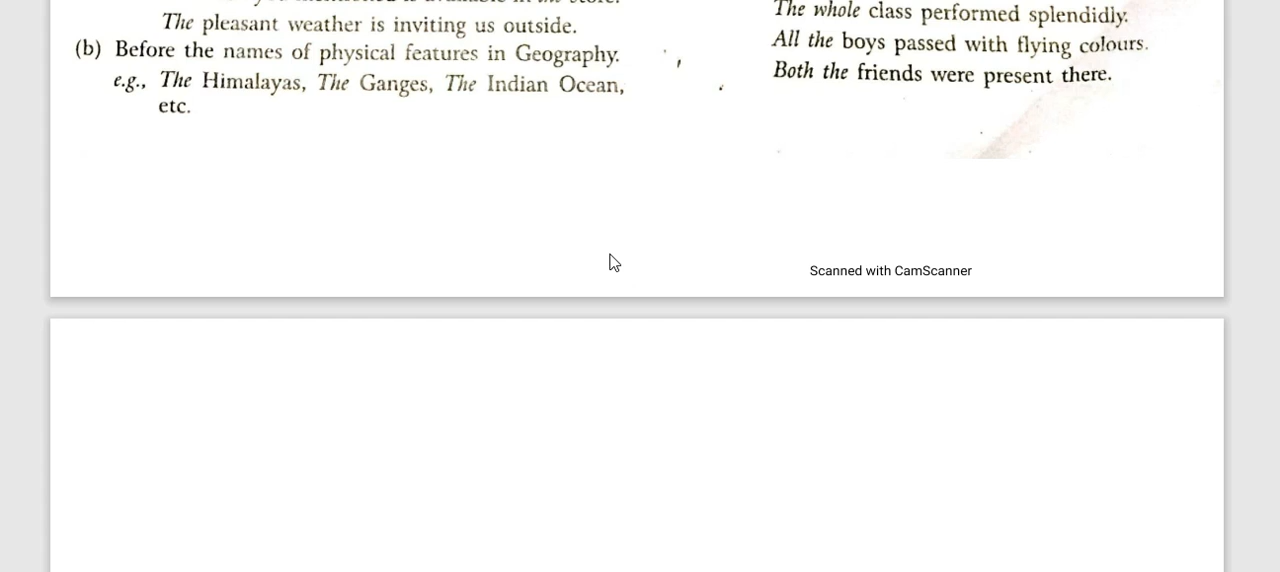 The pleasant weather is inviting us outside.
(b) Before the names of physical features in Geography.
e.g., The Himalayas, The Ganges, The Indian Ocean,
etc.
The whole class performed splendidly.
All the boys passed with flying colours.
Both the friends were present there.
Scanned with CamScanner